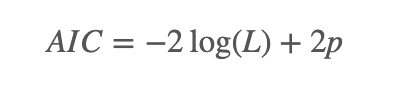 AIC = −2 log(L) + 2p